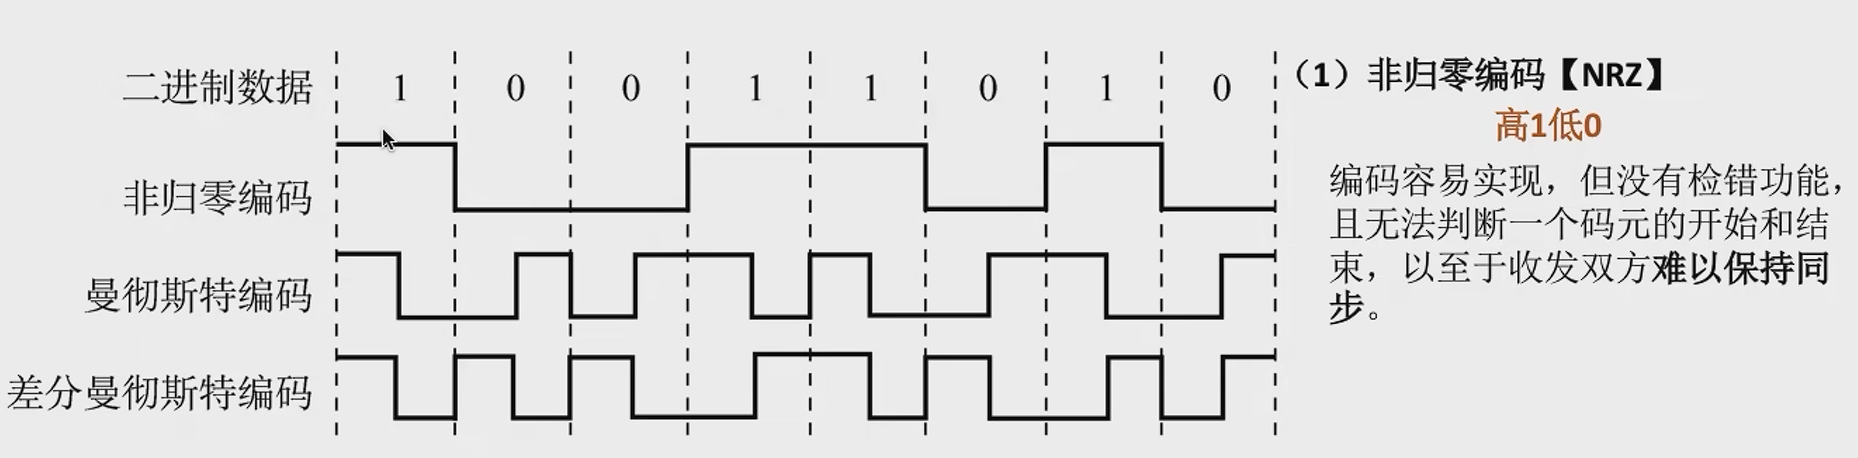 二进制数据 1 0 0 1 1 0 1 0
非归零编码
曼彻斯特编码
差分曼彻斯特编码
（1）非归零编码【NRZ】
高1低0
编码容易实现，但没有检错功能，
且无法判断一个码元的开始和结
束，以至于收发双方难以保持同
步。